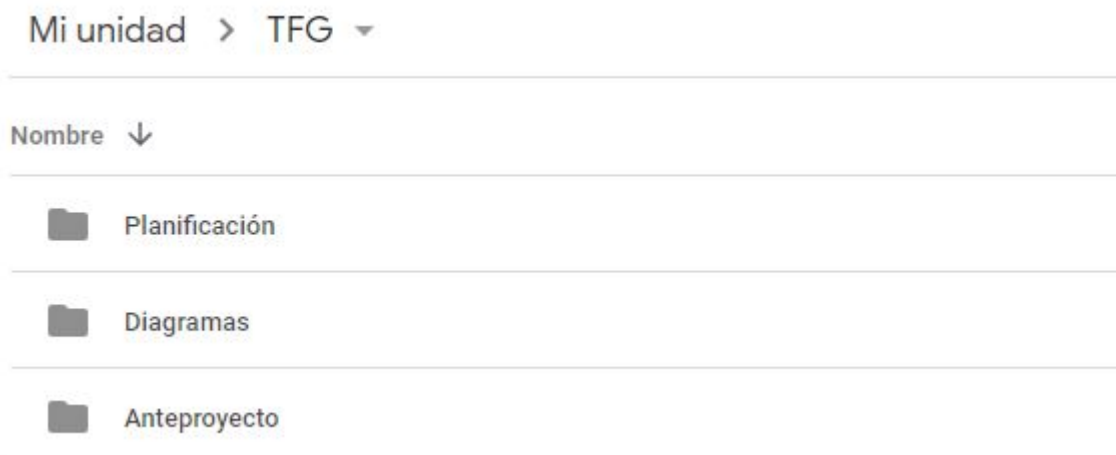 Mi unidad > TFG
Nombre
Planificación
Diagramas
Anteproyecto